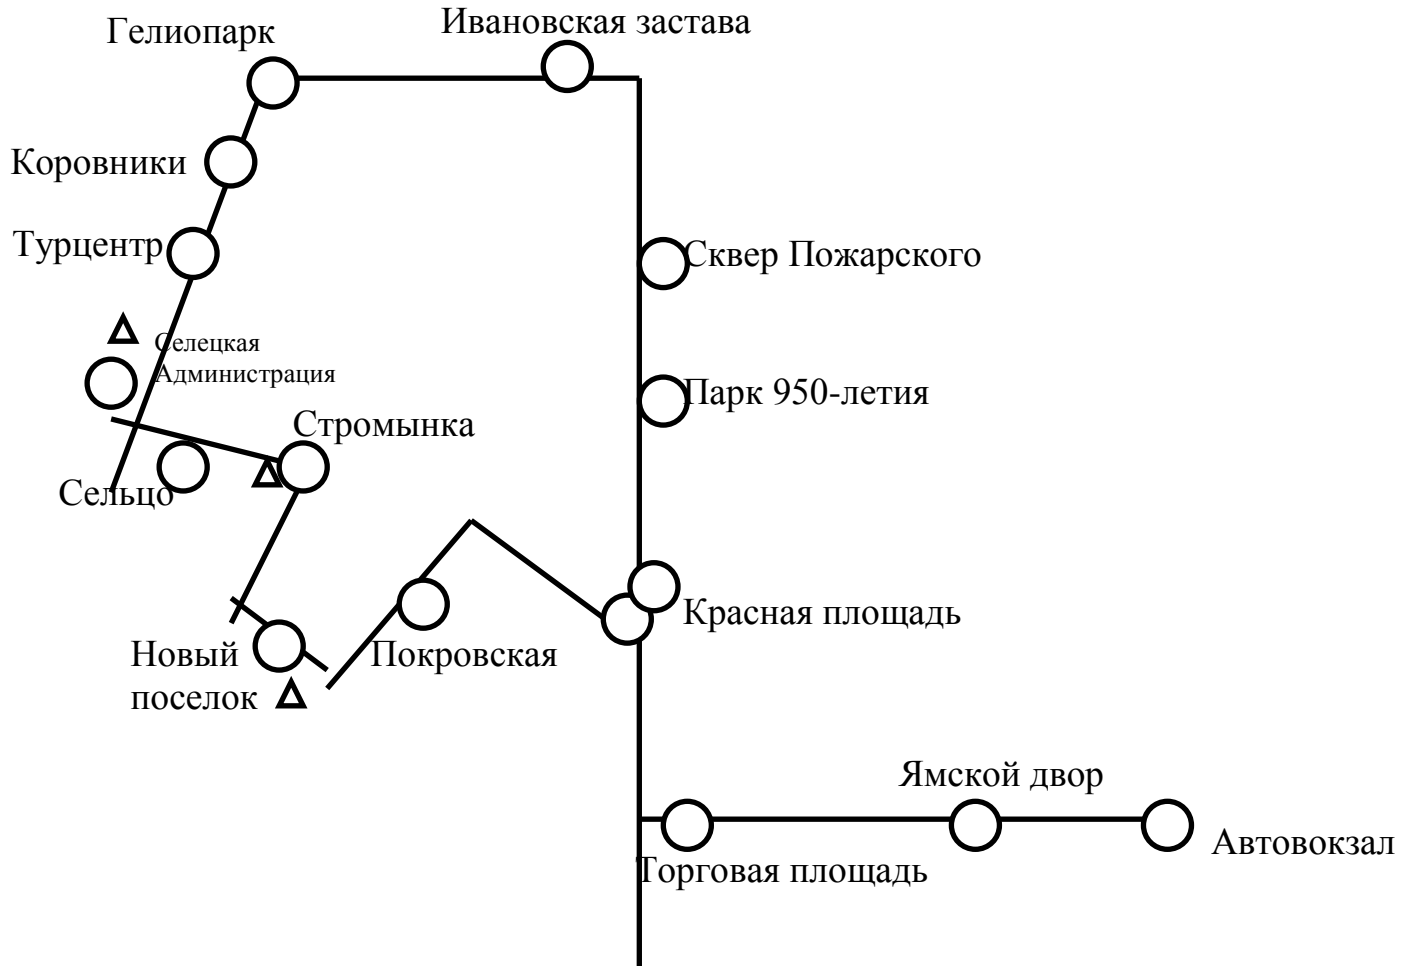 Ивановская застава
Гелиопарк
Коровники
Турцентр
Сквер Пожарского
Селецкая
Администрация
Парк 950-летия
Стромынка
Сельцо
Красная площадь
Новый
поселок
Покровская
Ямской двор
Автовокзал
Торговая площадь